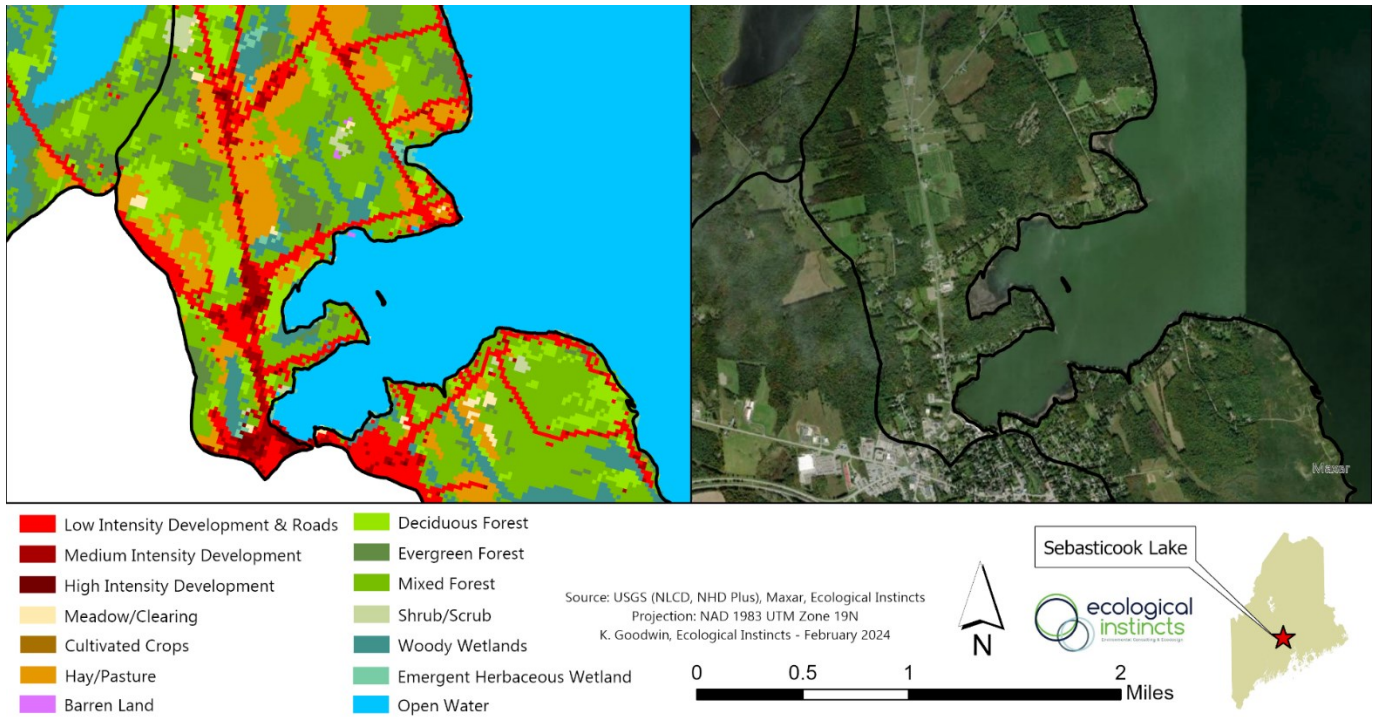 Maxar
Low Intensity Development & Roads
Medium Intensity Development
High Intensity Development
Meadow/Clearing
Cultivated Crops
Hay/Pasture
Barren Land
Deciduous Forest
Evergreen Forest
Mixed Forest
Shrub/Scrub
Woody Wetlands
Emergent Herbaceous Wetland
Open Water
Source: USGS (NLCD, NHD Plus), Maxar, Ecological Instincts
Projection: NAD 1983 UTM Zone 19N
K. Goodwin, Ecological Instincts - February 2024
N
ecological
instincts
Environmental Consulting & Ecodesign
0 0.5 1 2
Miles
Sebasticook Lake